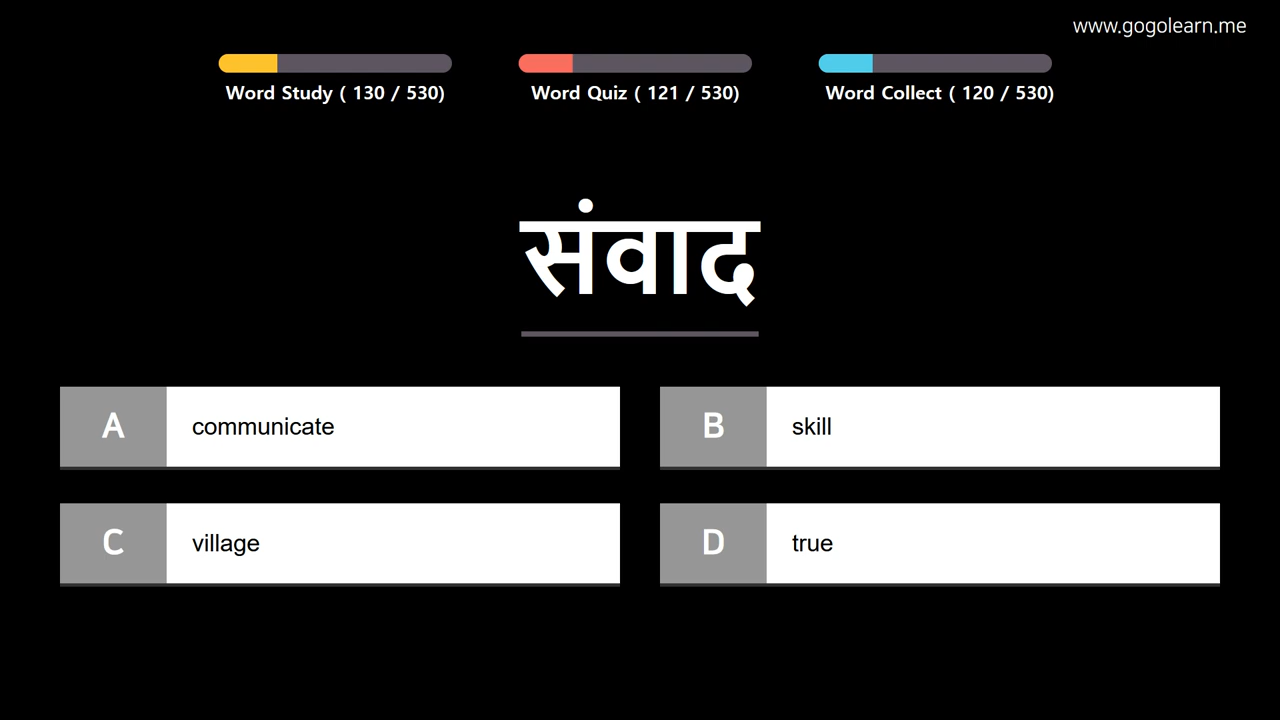 www.gogolearn.me
Word Study ( 130 / 530) Word Quiz ( 121 / 530) Word Collect ( 120 / 530)
संवाद
A communicate B skill
C village D true